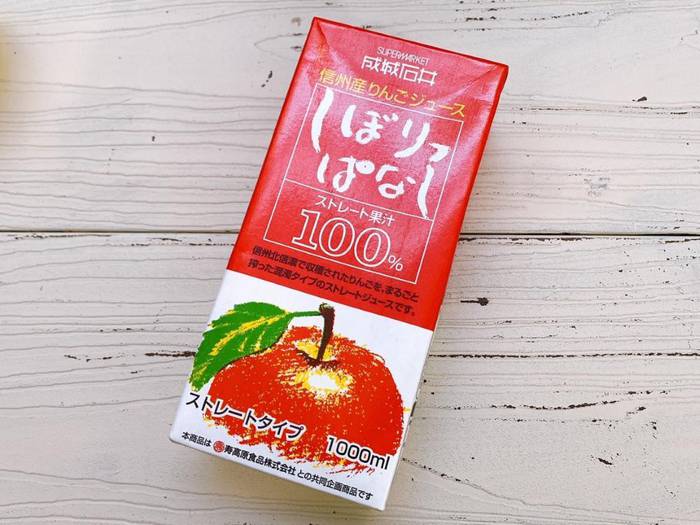 SUPERMARKET
成城石井
信州産りんごジュース
しぼりっ
ぱなし
ストレート果汁
100%
信州北信濃で収穫されたりんごを、まるごと
搾った混濁タイプのストレートジュースです。
ストレートタイプ
1000ml
本商品は 寿高原食品株式会社 との共同企画商品です